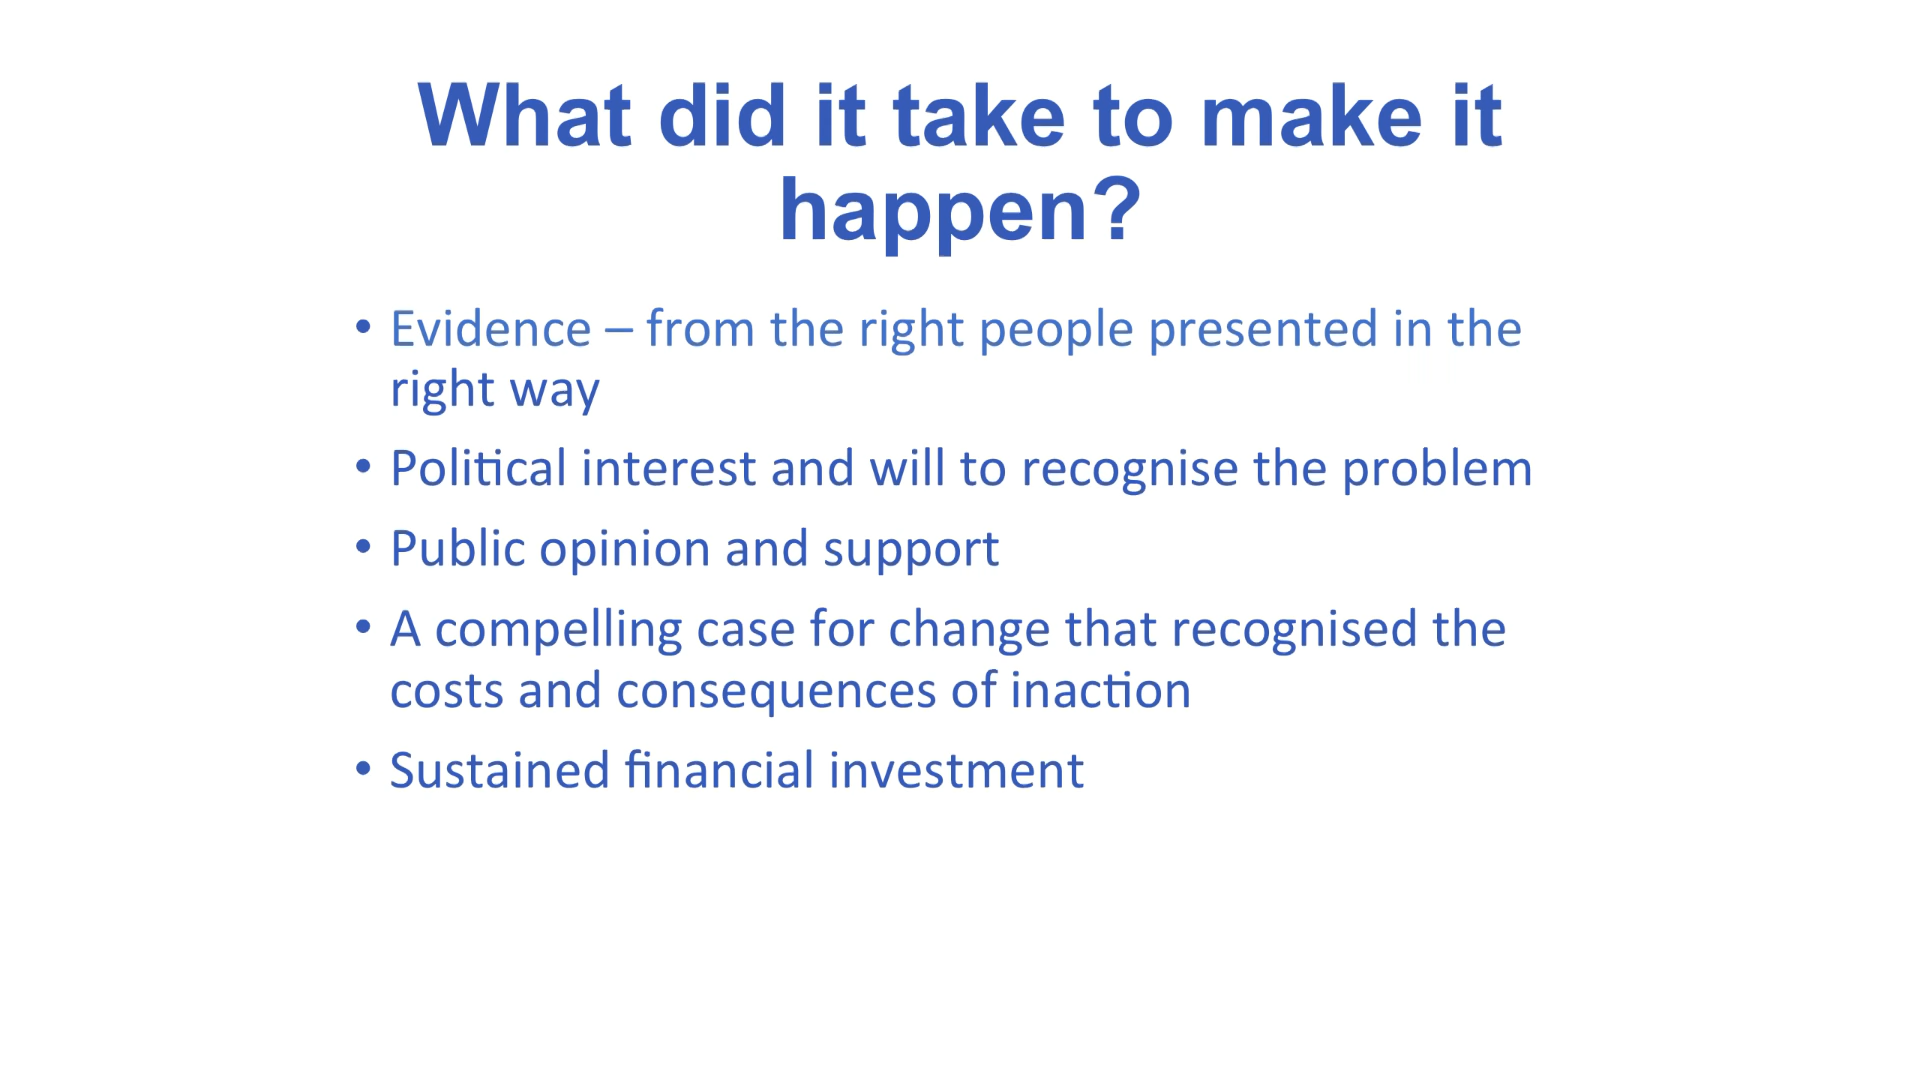 What did it take to make it
happen?
• Evidence – from the right people presented in the
right way
• Political interest and will to recognise the problem
• Public opinion and support
• A compelling case for change that recognised the
costs and consequences of inaction
• Sustained financial investment